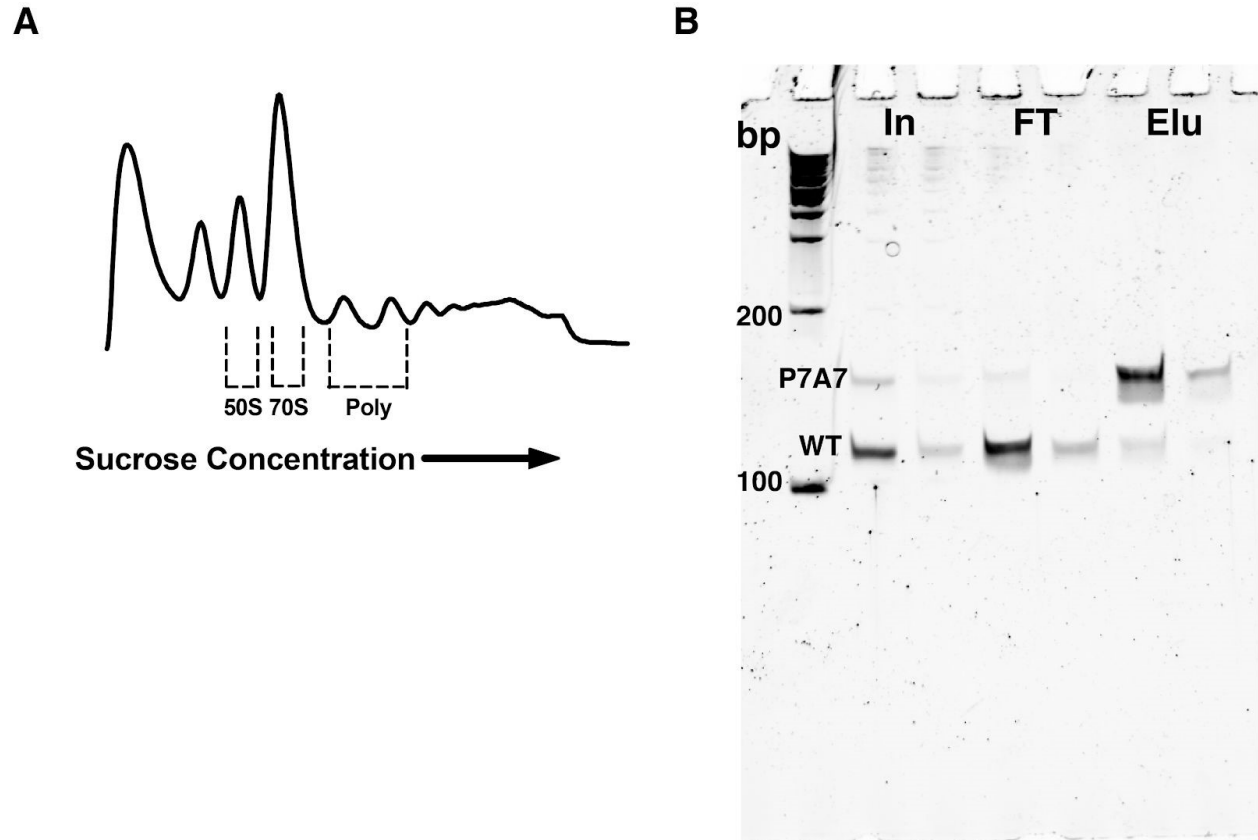 A
50S 70S Poly
Sucrose Concentration
B
bp In FT Elu
200
P7A7
WT
100